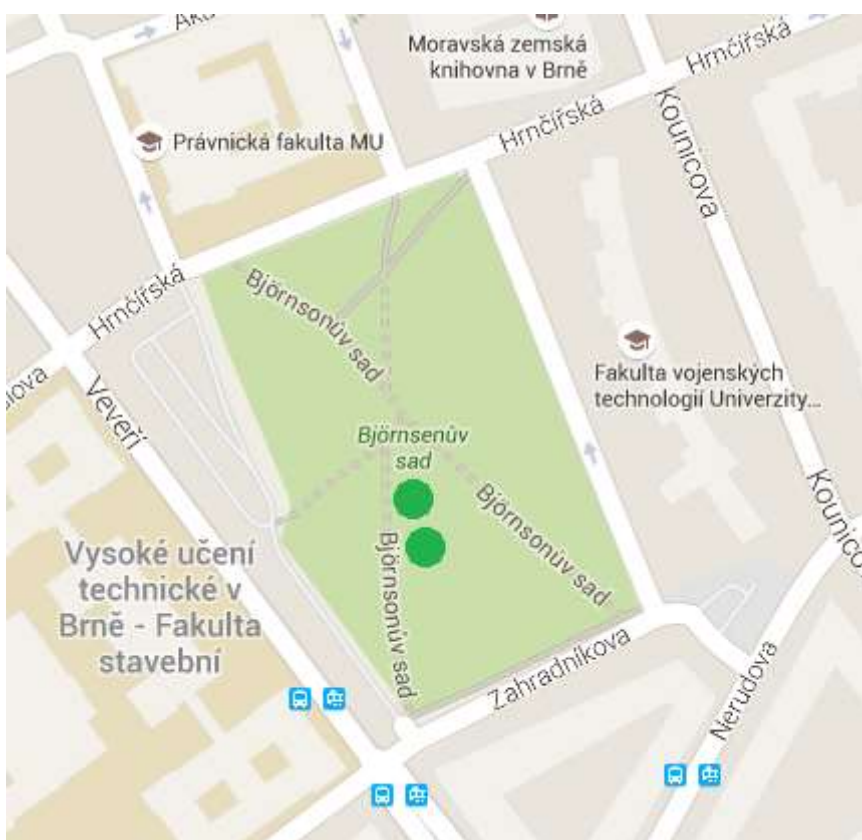 Moravská zemská
knihovna v Brně
Hrnčířská
Hrnčířská
Kounicova
Právnická fakulta MU
Hrnčířská
Björnsonův sad
Fakulta vojenských
technologií Univerzity...
Veveří
Björnsenův
sad
Björnsonův sad
Björnsonův sad
Vysoké učení
technické v
Brně - Fakulta
stavební
Zahradníkova
Nerudova